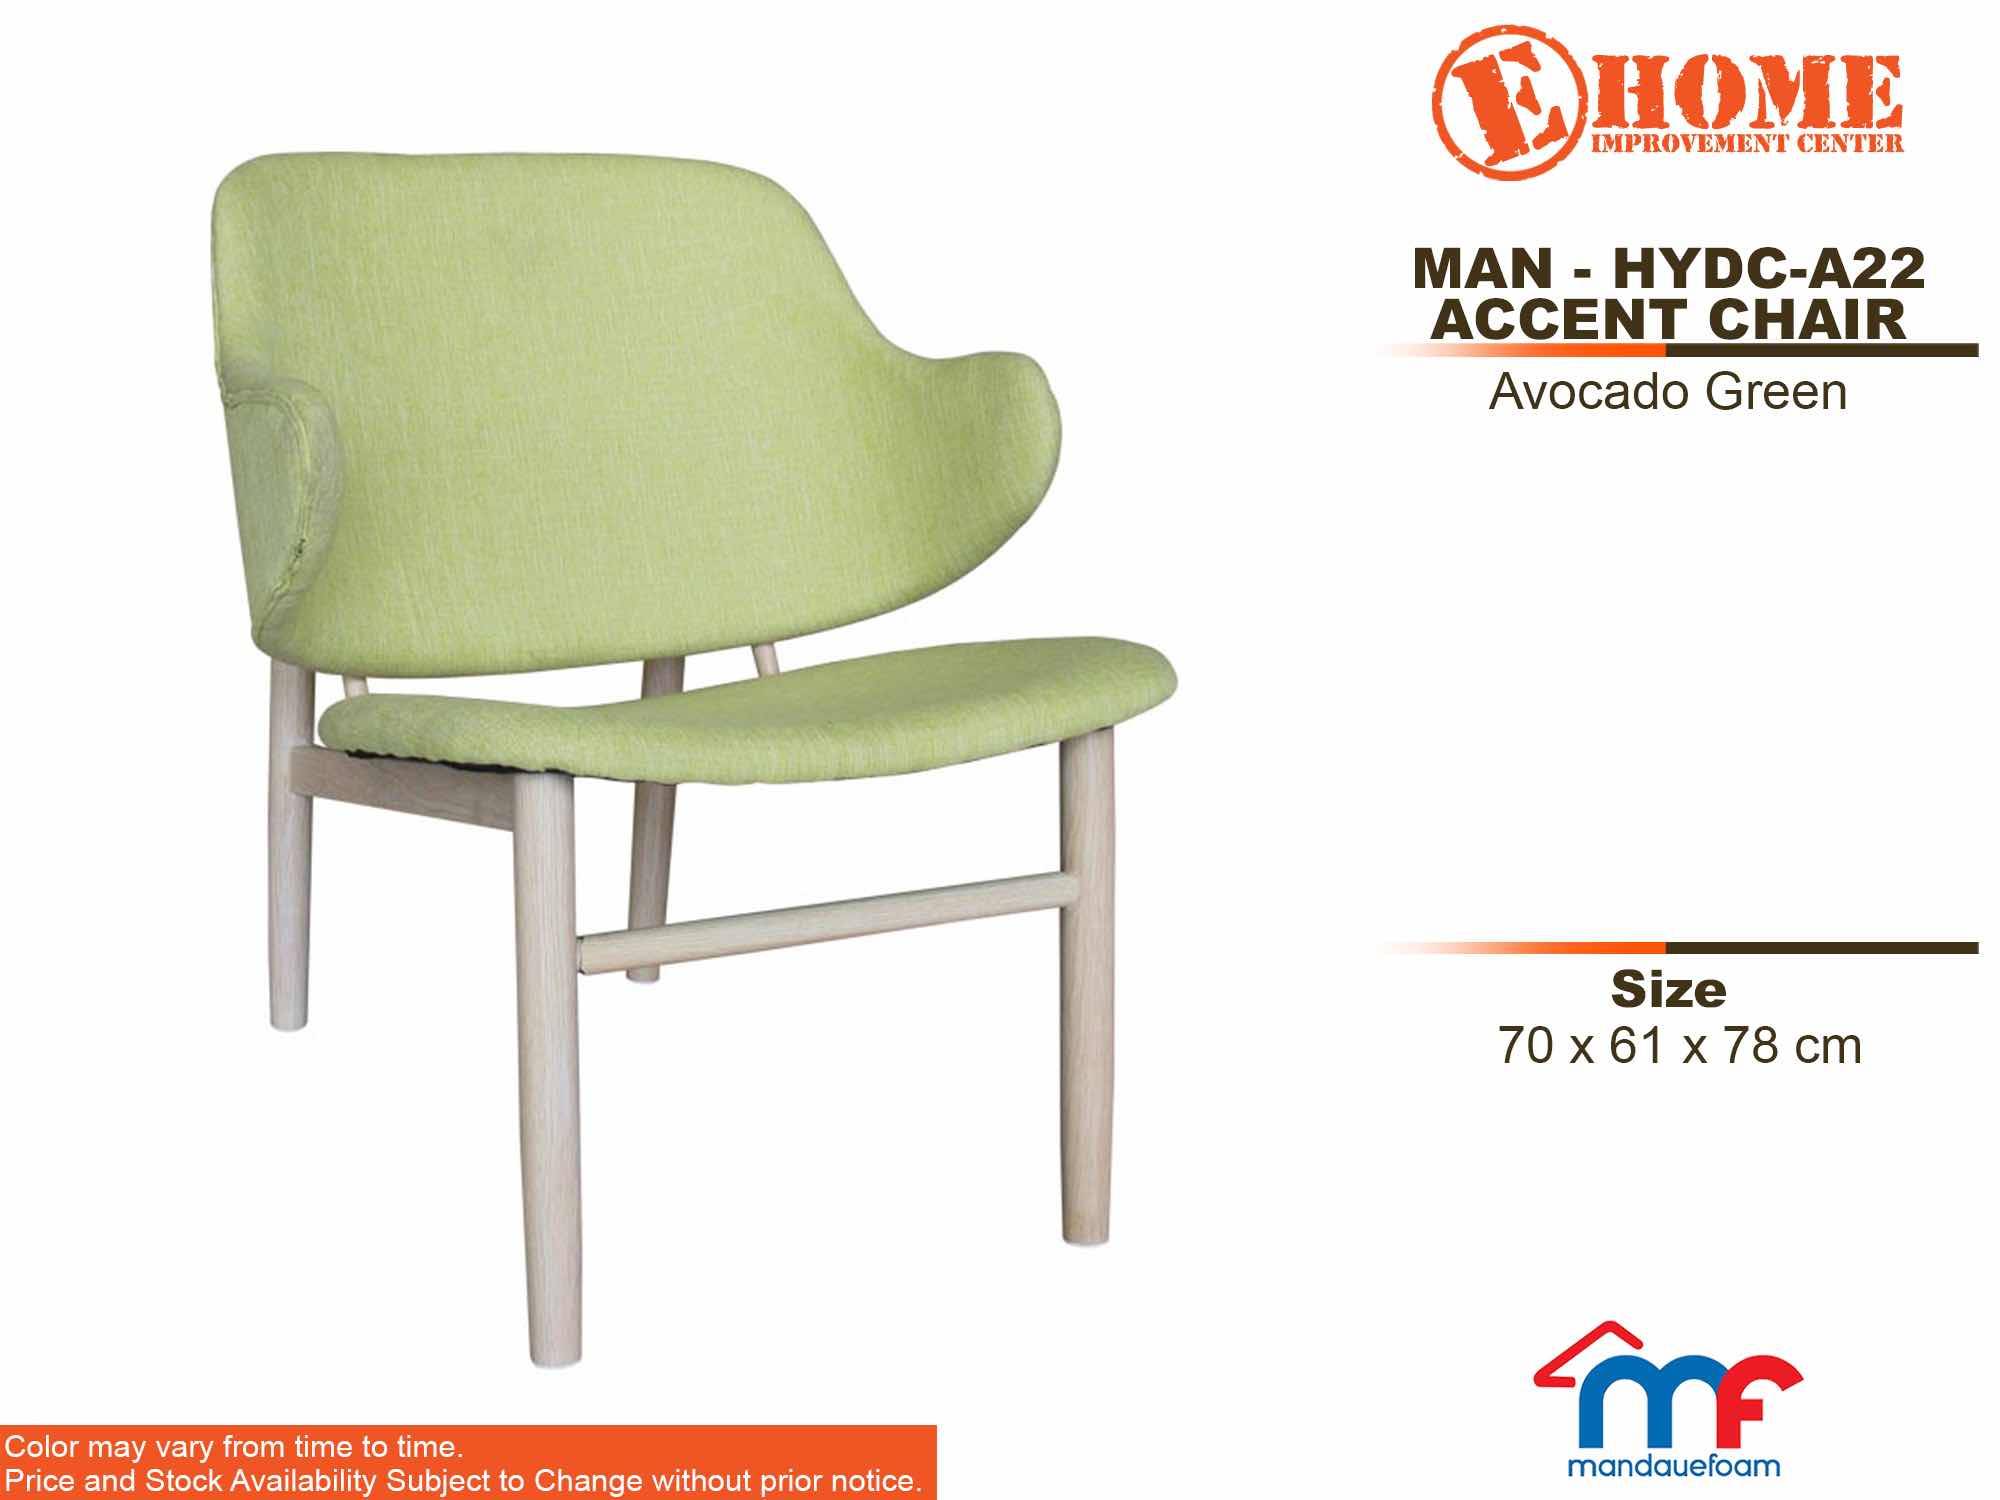 E HOME
IMPROVEMENT CENTER
MAN - HYDC-A22
ACCENT CHAIR
Avocado Green
Size
70 x 61 x 78 cm
mf
mandauefoam
Color may vary from time to time.
Price and Stock Availability Subject to Change without prior notice.